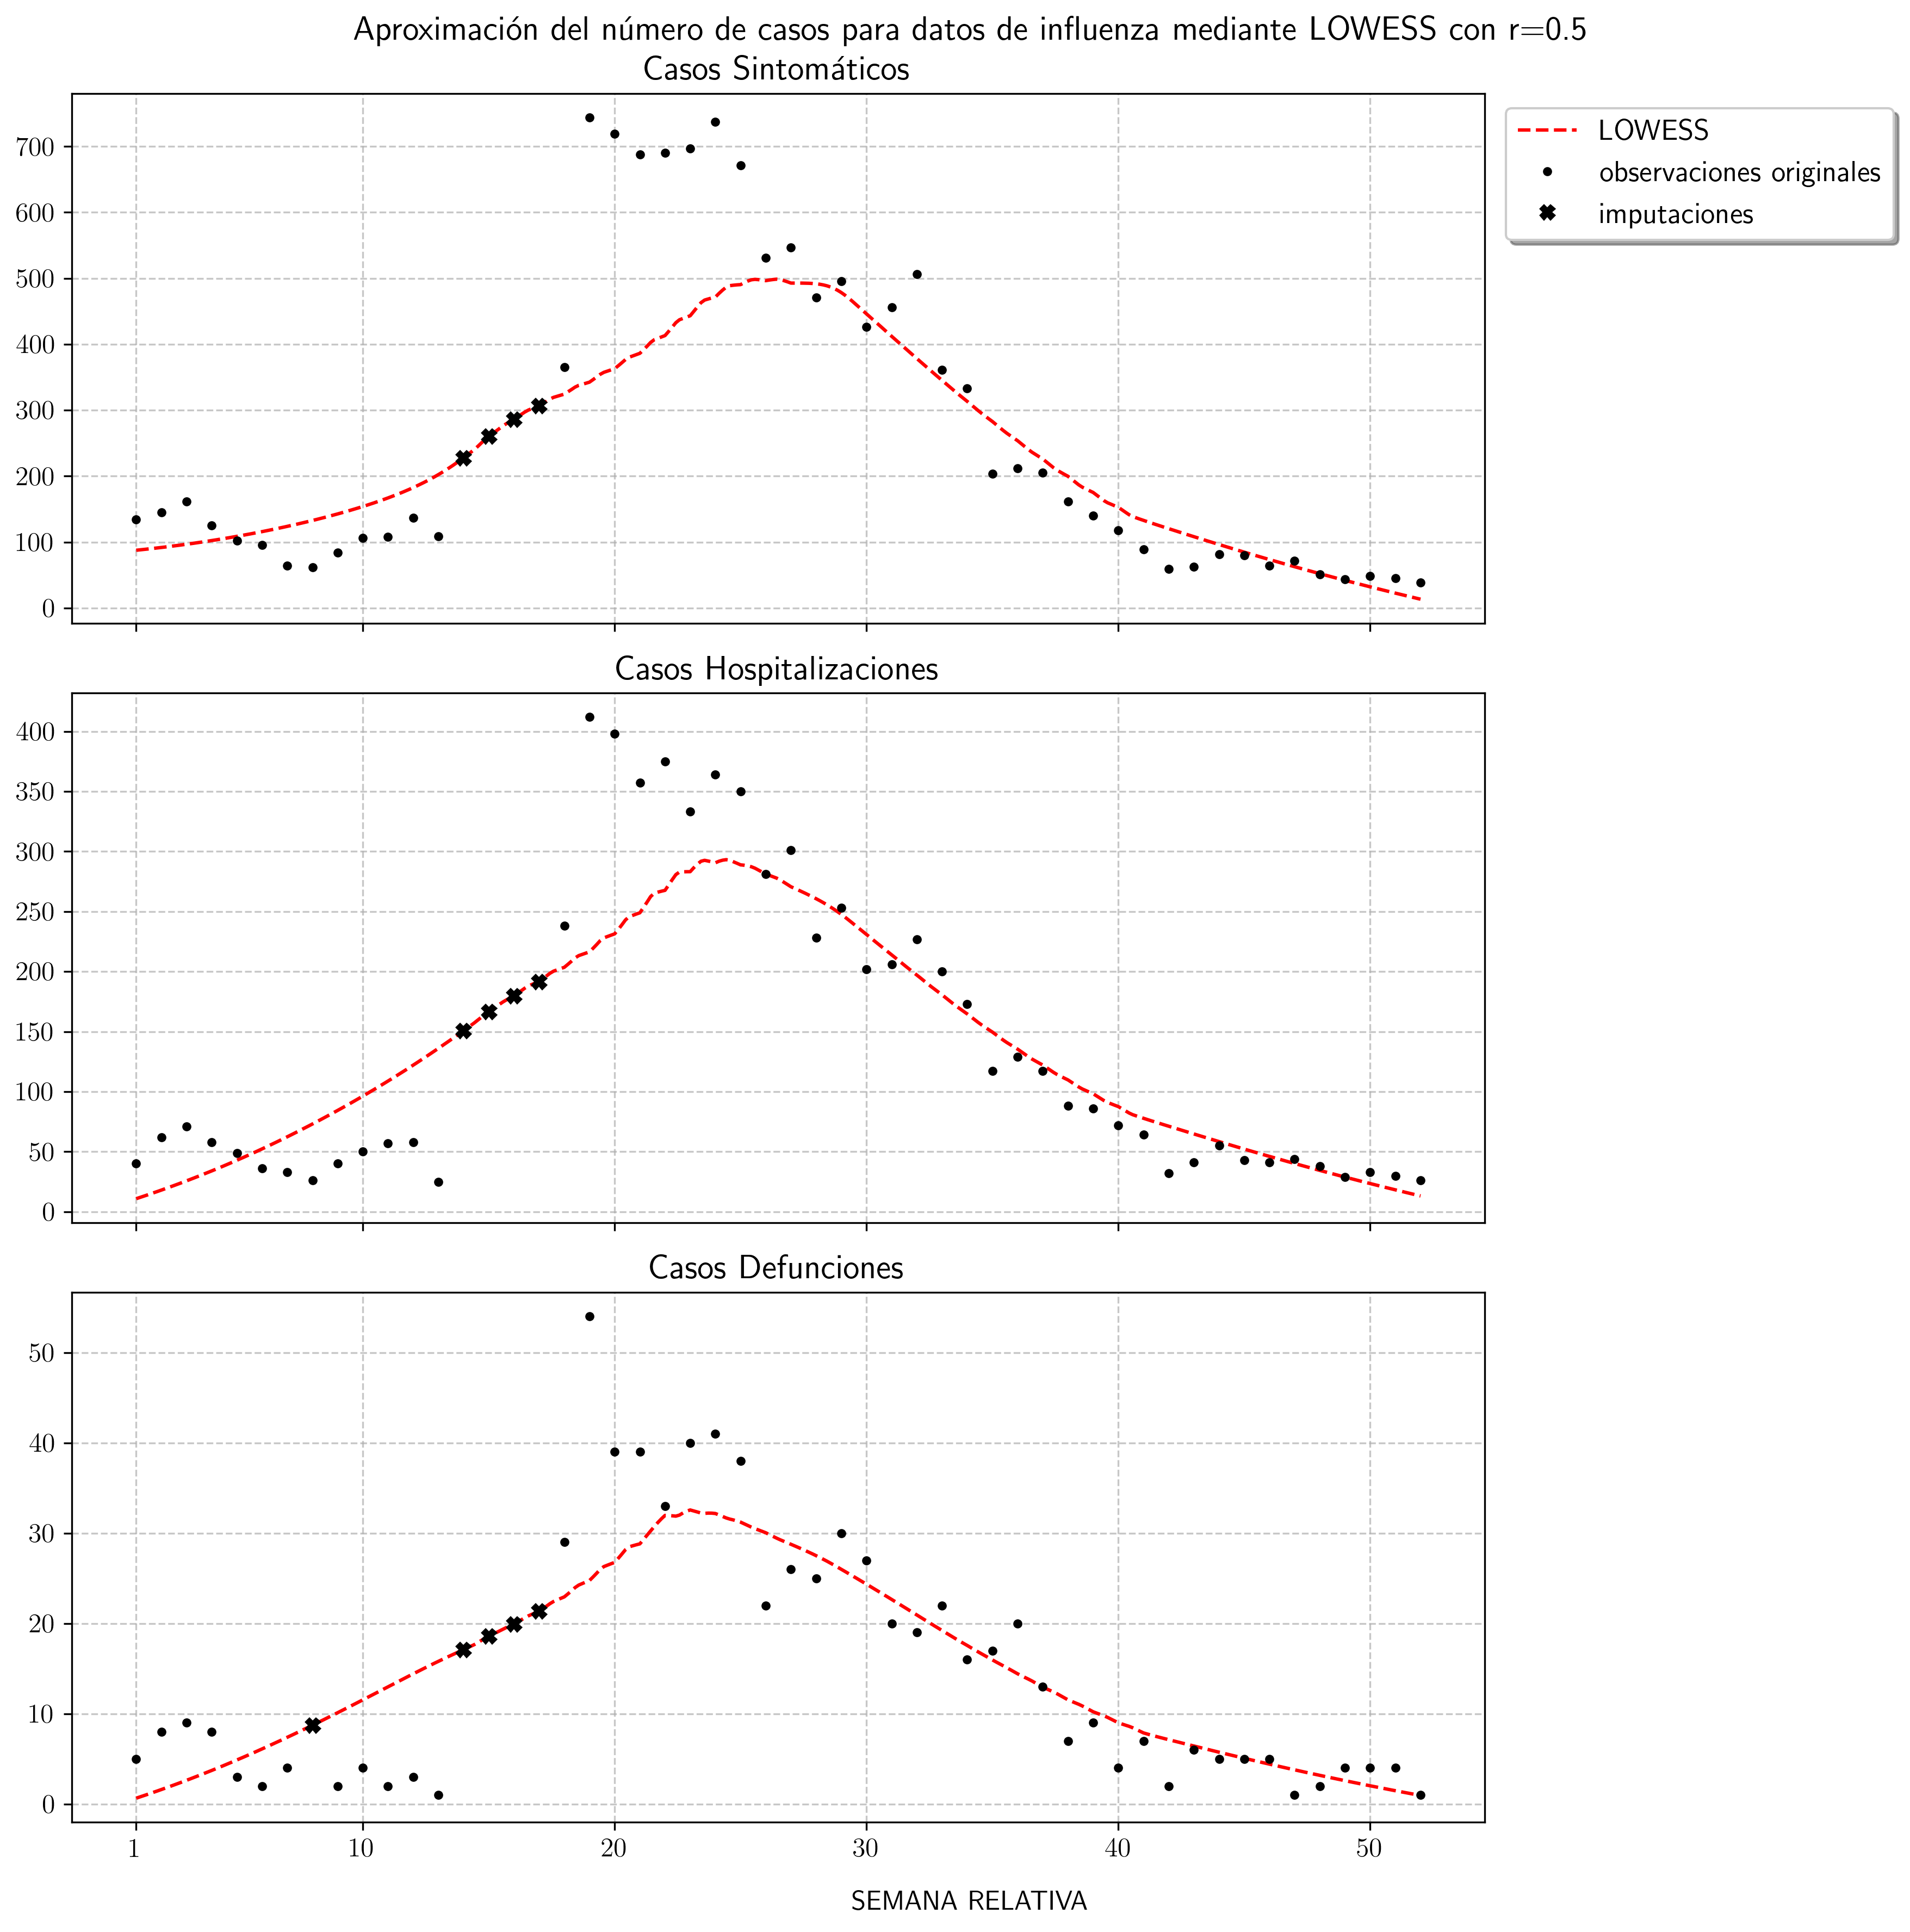 Aproximación del número de casos para datos de influenza mediante LOWESS con r=0.5
Casos Sintomáticos
700
600
500
400
300
200
100
0
LOWESS
observaciones originales
imputaciones
Casos Hospitalizaciones
400
350
300
250
200
150
100
50
0
Casos Defunciones
50
40
30
20
10
0
1 10 20 30 40 50
SEMANA RELATIVA